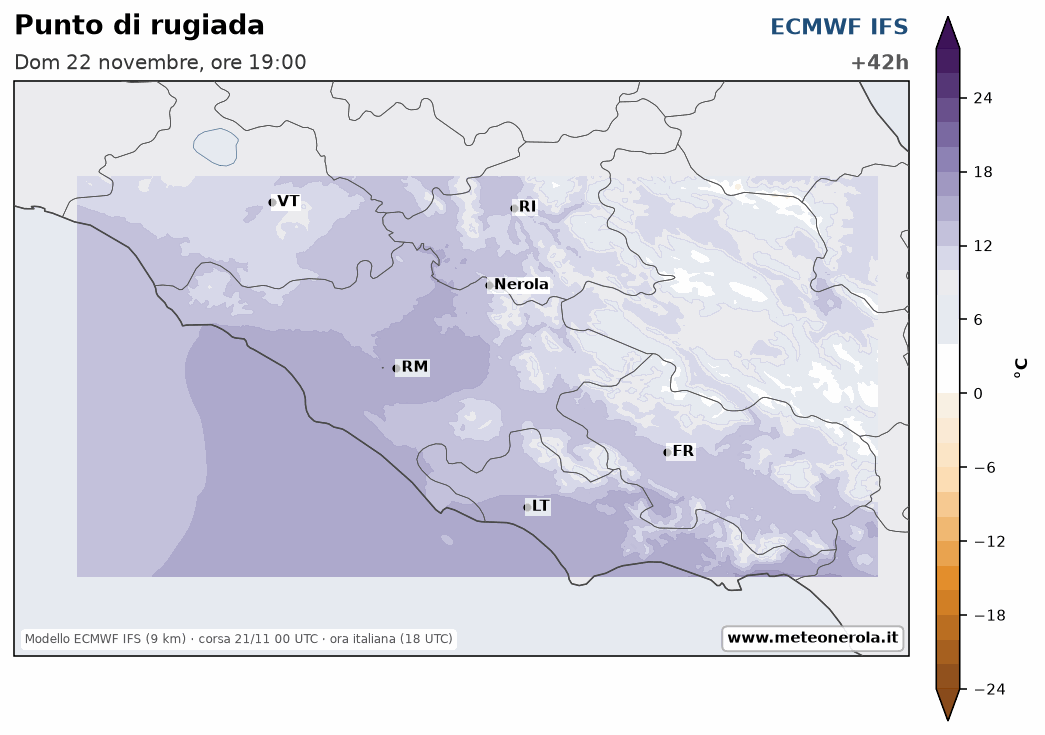 Punto di rugiada
ECMWF IFS
Dom 22 novembre, ore 19:00
+42h
VT
RI
Nerola
RM
FR
LT
24
18
12
6
0
−6
−12
−18
−24
°C
Modello ECMWF IFS (9 km) · corsa 21/11 00 UTC · ora italiana (18 UTC)
www.meteonerola.it